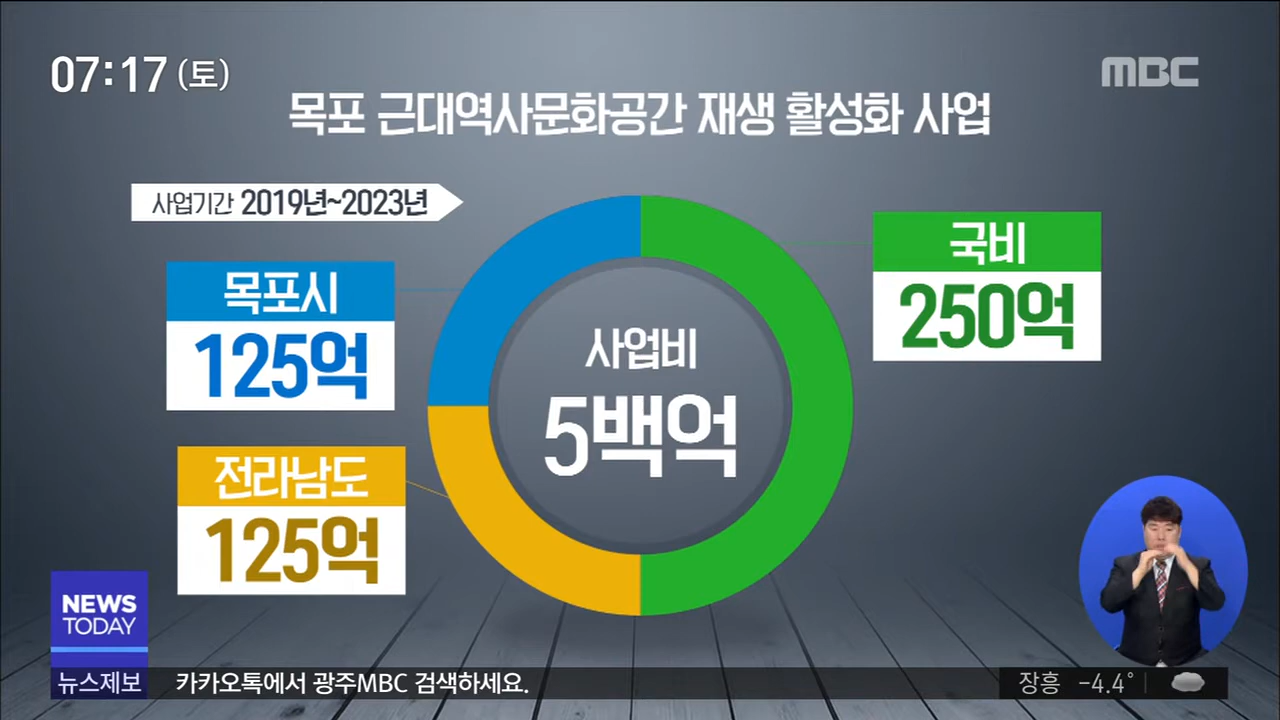 07:17 (토)
MBC
목포 근대역사문화공간 재생 활성화 사업
사업기간 2019년~2023년
목포시
125억
국비
250억
사업비
5백억
전라남도
125억
NEWS
TODAY
뉴스제보 카카오톡에서 광주MBC 검색하세요.
장흥 -4.4°